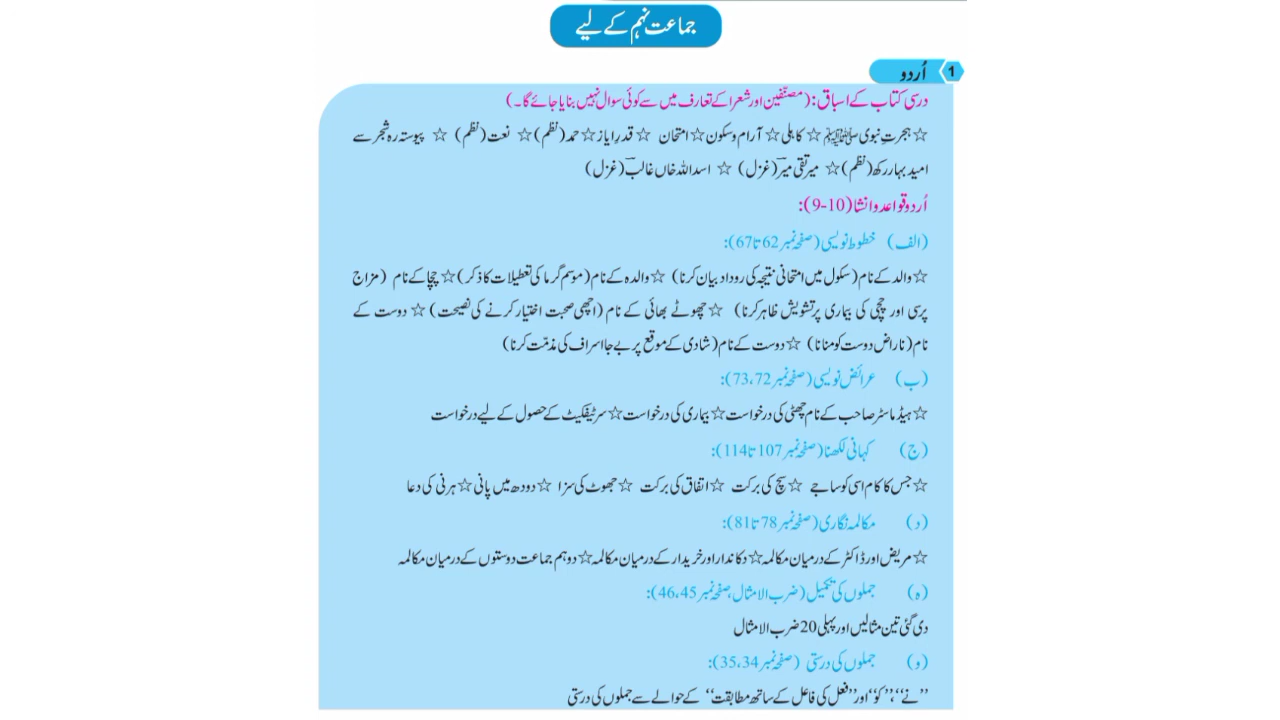 جماعت نہم کے لیے
1 اُردو
درسی کتاب کے اسباق: (مصنّفین اور شعرا کے تعارف میں سے کوئی سوال نہیں بنایا جائے گا۔)
☆ ہجرتِ نبوی ﷺ ☆ کاہلی ☆ آرام و سکون ☆ امتحان ☆ قدرِ ایاز ☆ حمد (نظم) ☆ نعت (نظم) ☆ پیوستہ رہ شجر سے
امید بہار رکھ (نظم) ☆ میر تقی میرؔ (غزل) ☆ اسد اللہ خاں غالبؔ (غزل)
اُردو قواعد و انشا (9-10):
(الف) خطوط نویسی (صفحہ نمبر 62 تا 67):
☆ والد کے نام (سکول میں امتحانی نتیجہ کی روداد بیان کرنا) ☆ والدہ کے نام (موسم گرما کی تعطیلات کا ذکر) ☆ چچا کے نام (مزاج
پرسی اور چچی کی بیماری پر تشویش ظاہر کرنا) ☆ چھوٹے بھائی کے نام (اچھی صحبت اختیار کرنے کی نصیحت) ☆ دوست کے
نام (ناراض دوست کو منانا) ☆ دوست کے نام (شادی کے موقع پر بے جا اسراف کی مذمّت کرنا)
(ب) عرائض نویسی (صفحہ نمبر 72، 73):
☆ ہیڈ ماسٹر صاحب کے نام چھٹی کی درخواست ☆ بیماری کی درخواست ☆ سرٹیفکیٹ کے حصول کے لیے درخواست
(ج) کہانی لکھنا (صفحہ نمبر 107 تا 114):
☆ جس کا کام اسی کو ساجے ☆ سچ کی برکت ☆ اتفاق کی برکت ☆ جھوٹ کی سزا ☆ دودھ میں پانی ☆ ہرنی کی دعا
(د) مکالمہ نگاری (صفحہ نمبر 78 تا 81):
☆ مریض اور ڈاکٹر کے درمیان مکالمہ ☆ دکاندار اور خریدار کے درمیان مکالمہ ☆ دو ہم جماعت دوستوں کے درمیان مکالمہ
(ہ) جملوں کی تکمیل (ضرب الامثال، صفحہ نمبر 45، 46):
دی گئی تین مثالیں اور پہلی 20 ضرب الامثال
(و) جملوں کی درستی (صفحہ نمبر 34، 35):
”نے“، ”کو“ اور ”فعل کی فاعل کے ساتھ مطابقت“ کے حوالے سے جملوں کی درستی